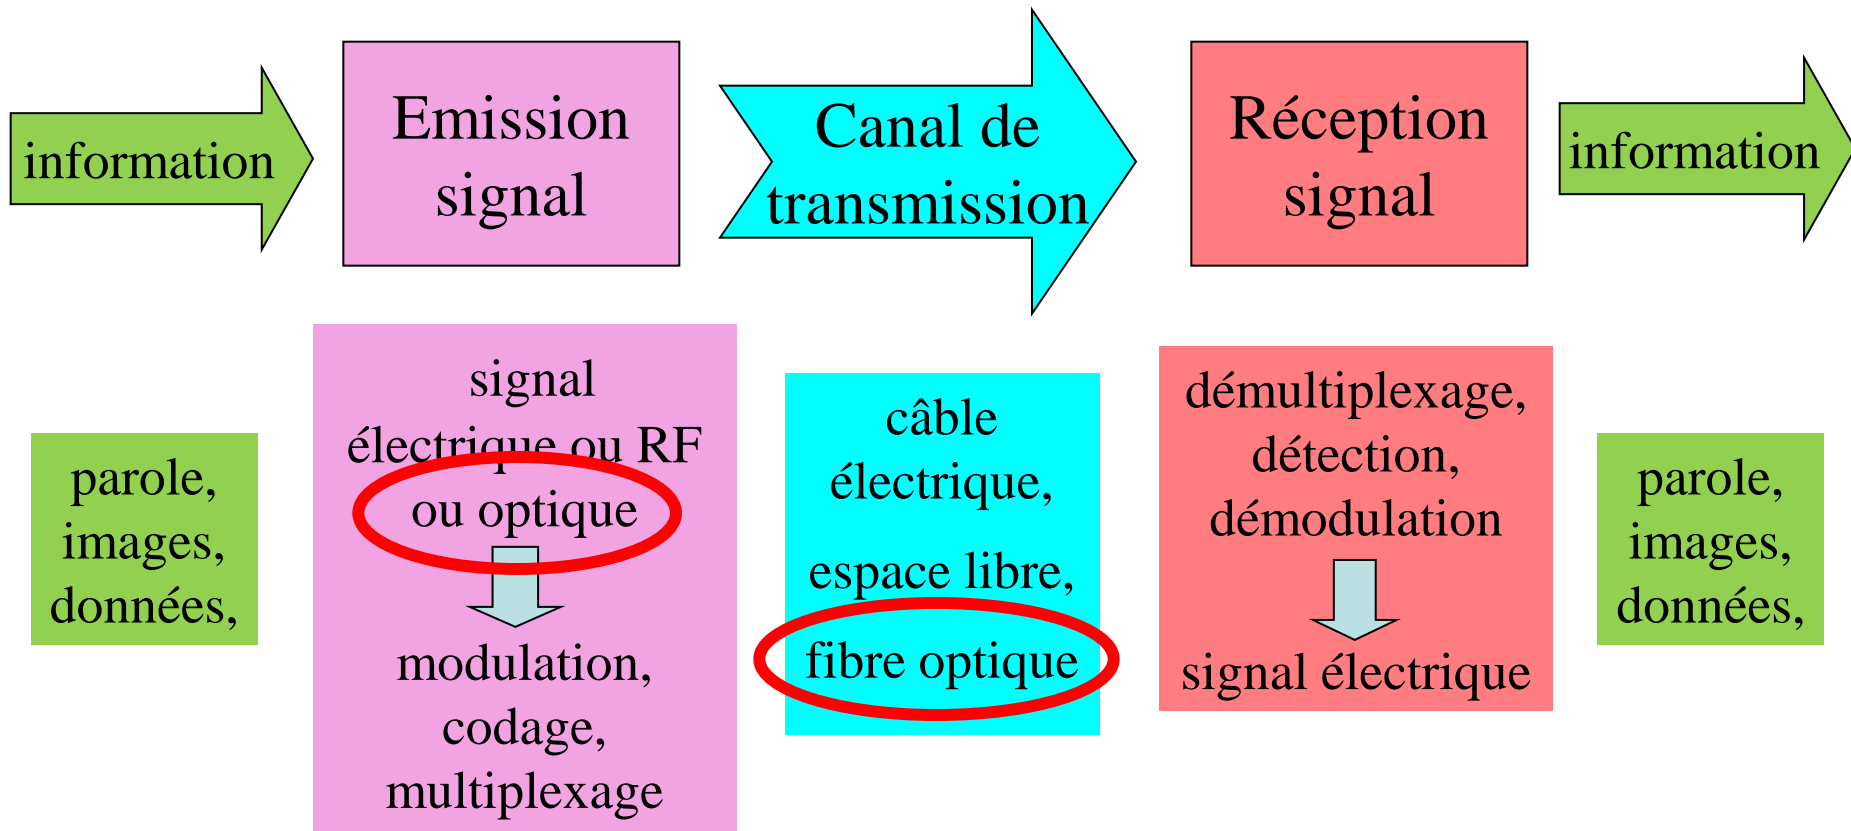 information
Emission
signal
Canal de
transmission
Réception
signal
information
parole,
images,
données,
signal
électrique ou RF
ou optique
modulation,
codage,
multiplexage
câble
électrique,
espace libre,
fibre optique
démultiplexage,
détection,
démodulation
signal électrique
parole,
images,
données,